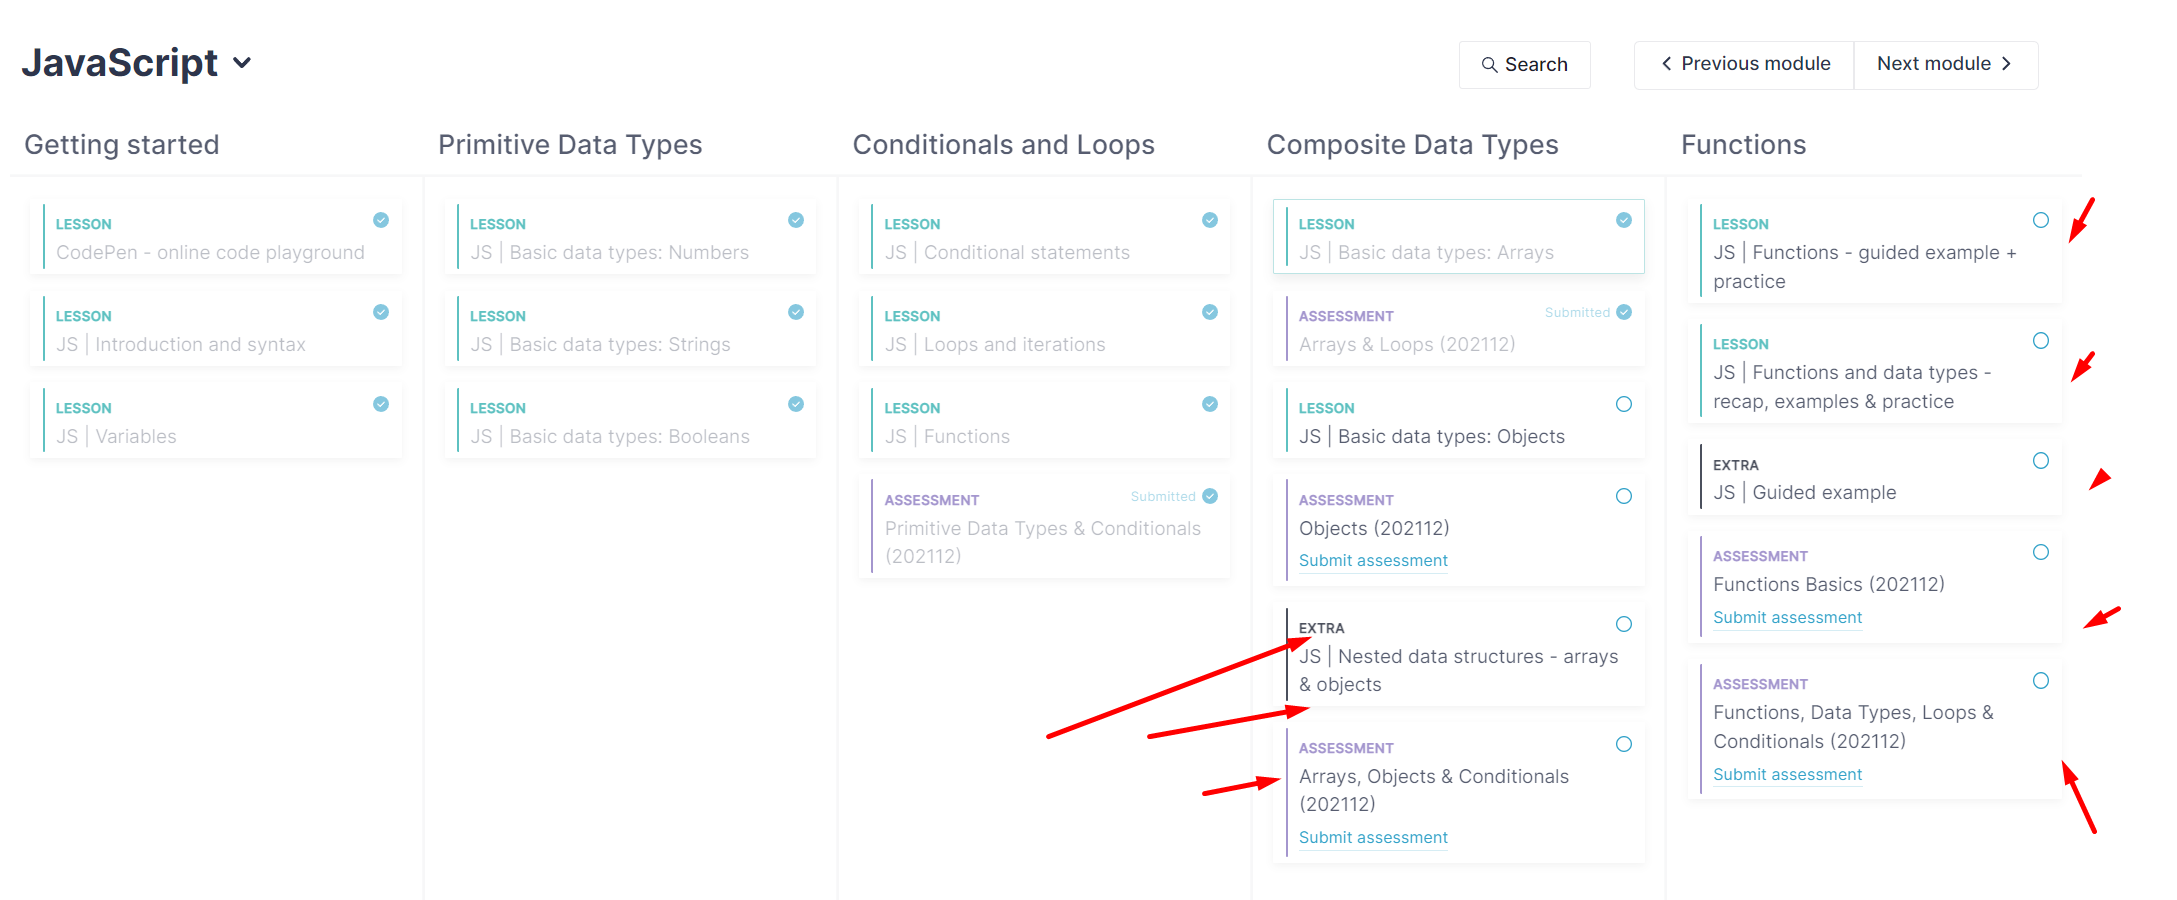 JavaScript
Search
Previous module
Next module
Getting started
LESSON
CodePen - online code playground
LESSON
JS | Introduction and syntax
LESSON
JS | Variables
Primitive Data Types
LESSON
JS | Basic data types: Numbers
LESSON
JS | Basic data types: Strings
LESSON
JS | Basic data types: Booleans
Conditionals and Loops
LESSON
JS | Conditional statements
LESSON
JS | Loops and iterations
LESSON
JS | Functions
ASSESSMENT
Submitted
Primitive Data Types & Conditionals
(202112)
Composite Data Types
LESSON
JS | Basic data types: Arrays
ASSESSMENT
Submitted
Arrays & Loops (202112)
LESSON
JS | Basic data types: Objects
ASSESSMENT
Objects (202112)
Submit assessment
EXTRA
JS | Nested data structures - arrays
& objects
ASSESSMENT
Arrays, Objects & Conditionals
(202112)
Submit assessment
Functions
LESSON
JS | Functions - guided example +
practice
LESSON
JS | Functions and data types -
recap, examples & practice
EXTRA
JS | Guided example
ASSESSMENT
Functions Basics (202112)
Submit assessment
ASSESSMENT
Functions, Data Types, Loops &
Conditionals (202112)
Submit assessment